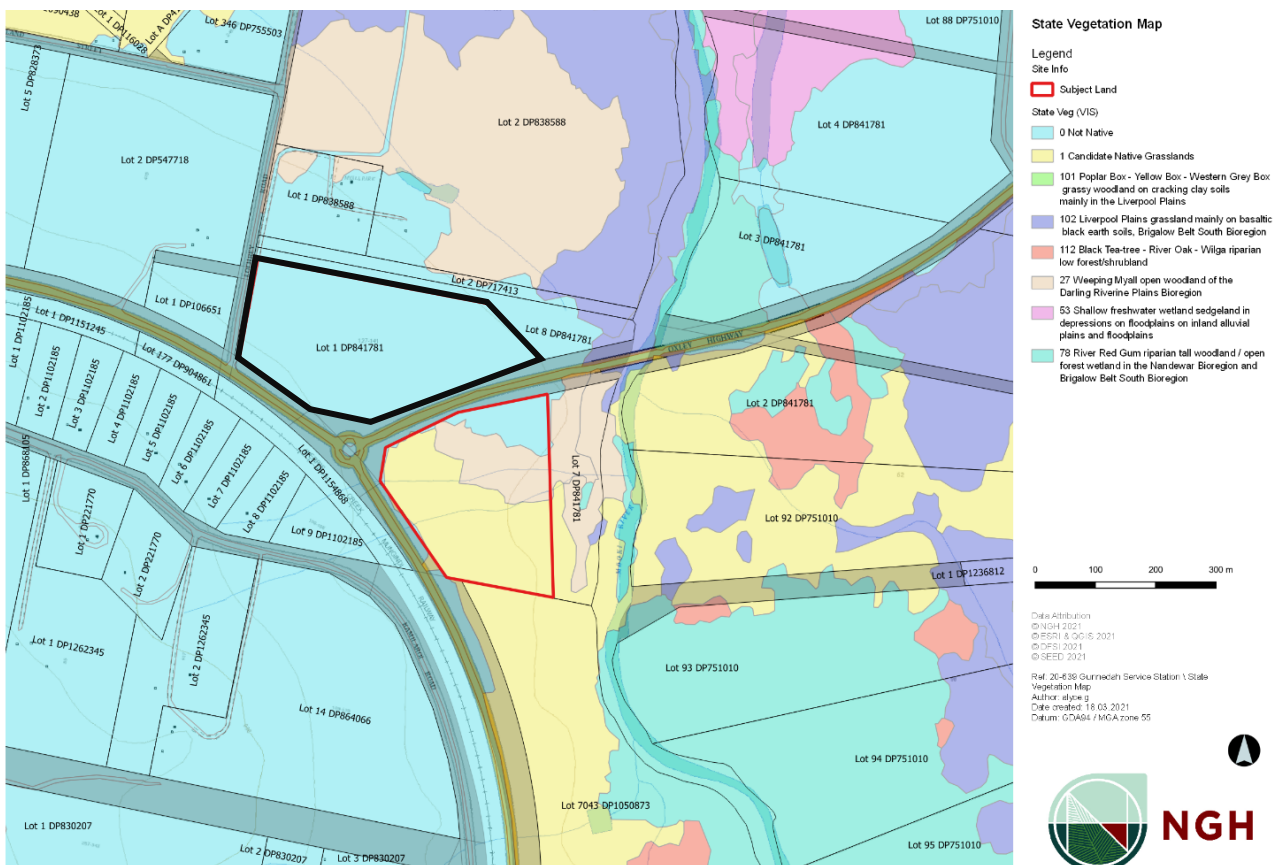 State Vegetation Map
Legend
Site Info
Subject Land
State Veg (VIS)
0 Not Native
1 Candidate Native Grasslands
101 Poplar Box - Yellow Box - Western Grey Box
grassy woodland on cracking clay soils
mainly in the Liverpool Plains
102 Liverpool Plains grassland mainly on basaltic
black earth soils, Brigalow Belt South Bioregion
112 Black Tea-tree - River Oak - Wilga riparian
low forest/shrubland
27 Weeping Myall open woodland of the
Darling Riverine Plains Bioregion
53 Shallow freshwater wetland sedgeland in
depressions on floodplains on inland alluvial
plains and floodplains
78 River Red Gum riparian tall woodland / open
forest wetland in the Nandewar Bioregion and
Brigalow Belt South Bioregion
0 100 200 300 m
Data Attribution
© NGH 2021
© ESRI & QGIS 2021
© DFSI 2021
© SEED 2021
Ref: 20-639 Gunnedah Service Station \ State
Vegetation Map
Author: alyce g
Date created: 18.03.2021
Datum: GDA94 / MGA zone 55
NGH
Lot 1 DP116028
Lot 346 DP755503
Lot 88 DP751010
Lot 5 DP828373
Lot 2 DP547718
Lot 2 DP838588
Lot 4 DP841781
Lot 1 DP838588
Lot 3 DP841781
Lot 2 DP717413
Lot 1 DP106651
Lot 8 DP841781
Lot 1 DP841781
Lot 1 DP1151245
Lot 177 DP904861
OXLEY HIGHWAY
Lot 1 DP1102185
Lot 2 DP1102185
Lot 3 DP1102185
Lot 4 DP1102185
Lot 5 DP1102185
Lot 6 DP1102185
Lot 7 DP1102185
Lot 8 DP1102185
Lot 9 DP1102185
Lot 1 DP1154868
Lot 2 DP841781
Lot 7 DP841781
Lot 1 DP868105
Lot 1 DP221770
Lot 2 DP221770
Lot 92 DP751010
Lot 1 DP1236812
Lot 1 DP1262345
Lot 2 DP1262345
Lot 93 DP751010
Lot 14 DP864066
Lot 94 DP751010
Lot 7043 DP1050873
Lot 1 DP830207
Lot 2 DP830207
Lot 3 DP830207
Lot 95 DP751010